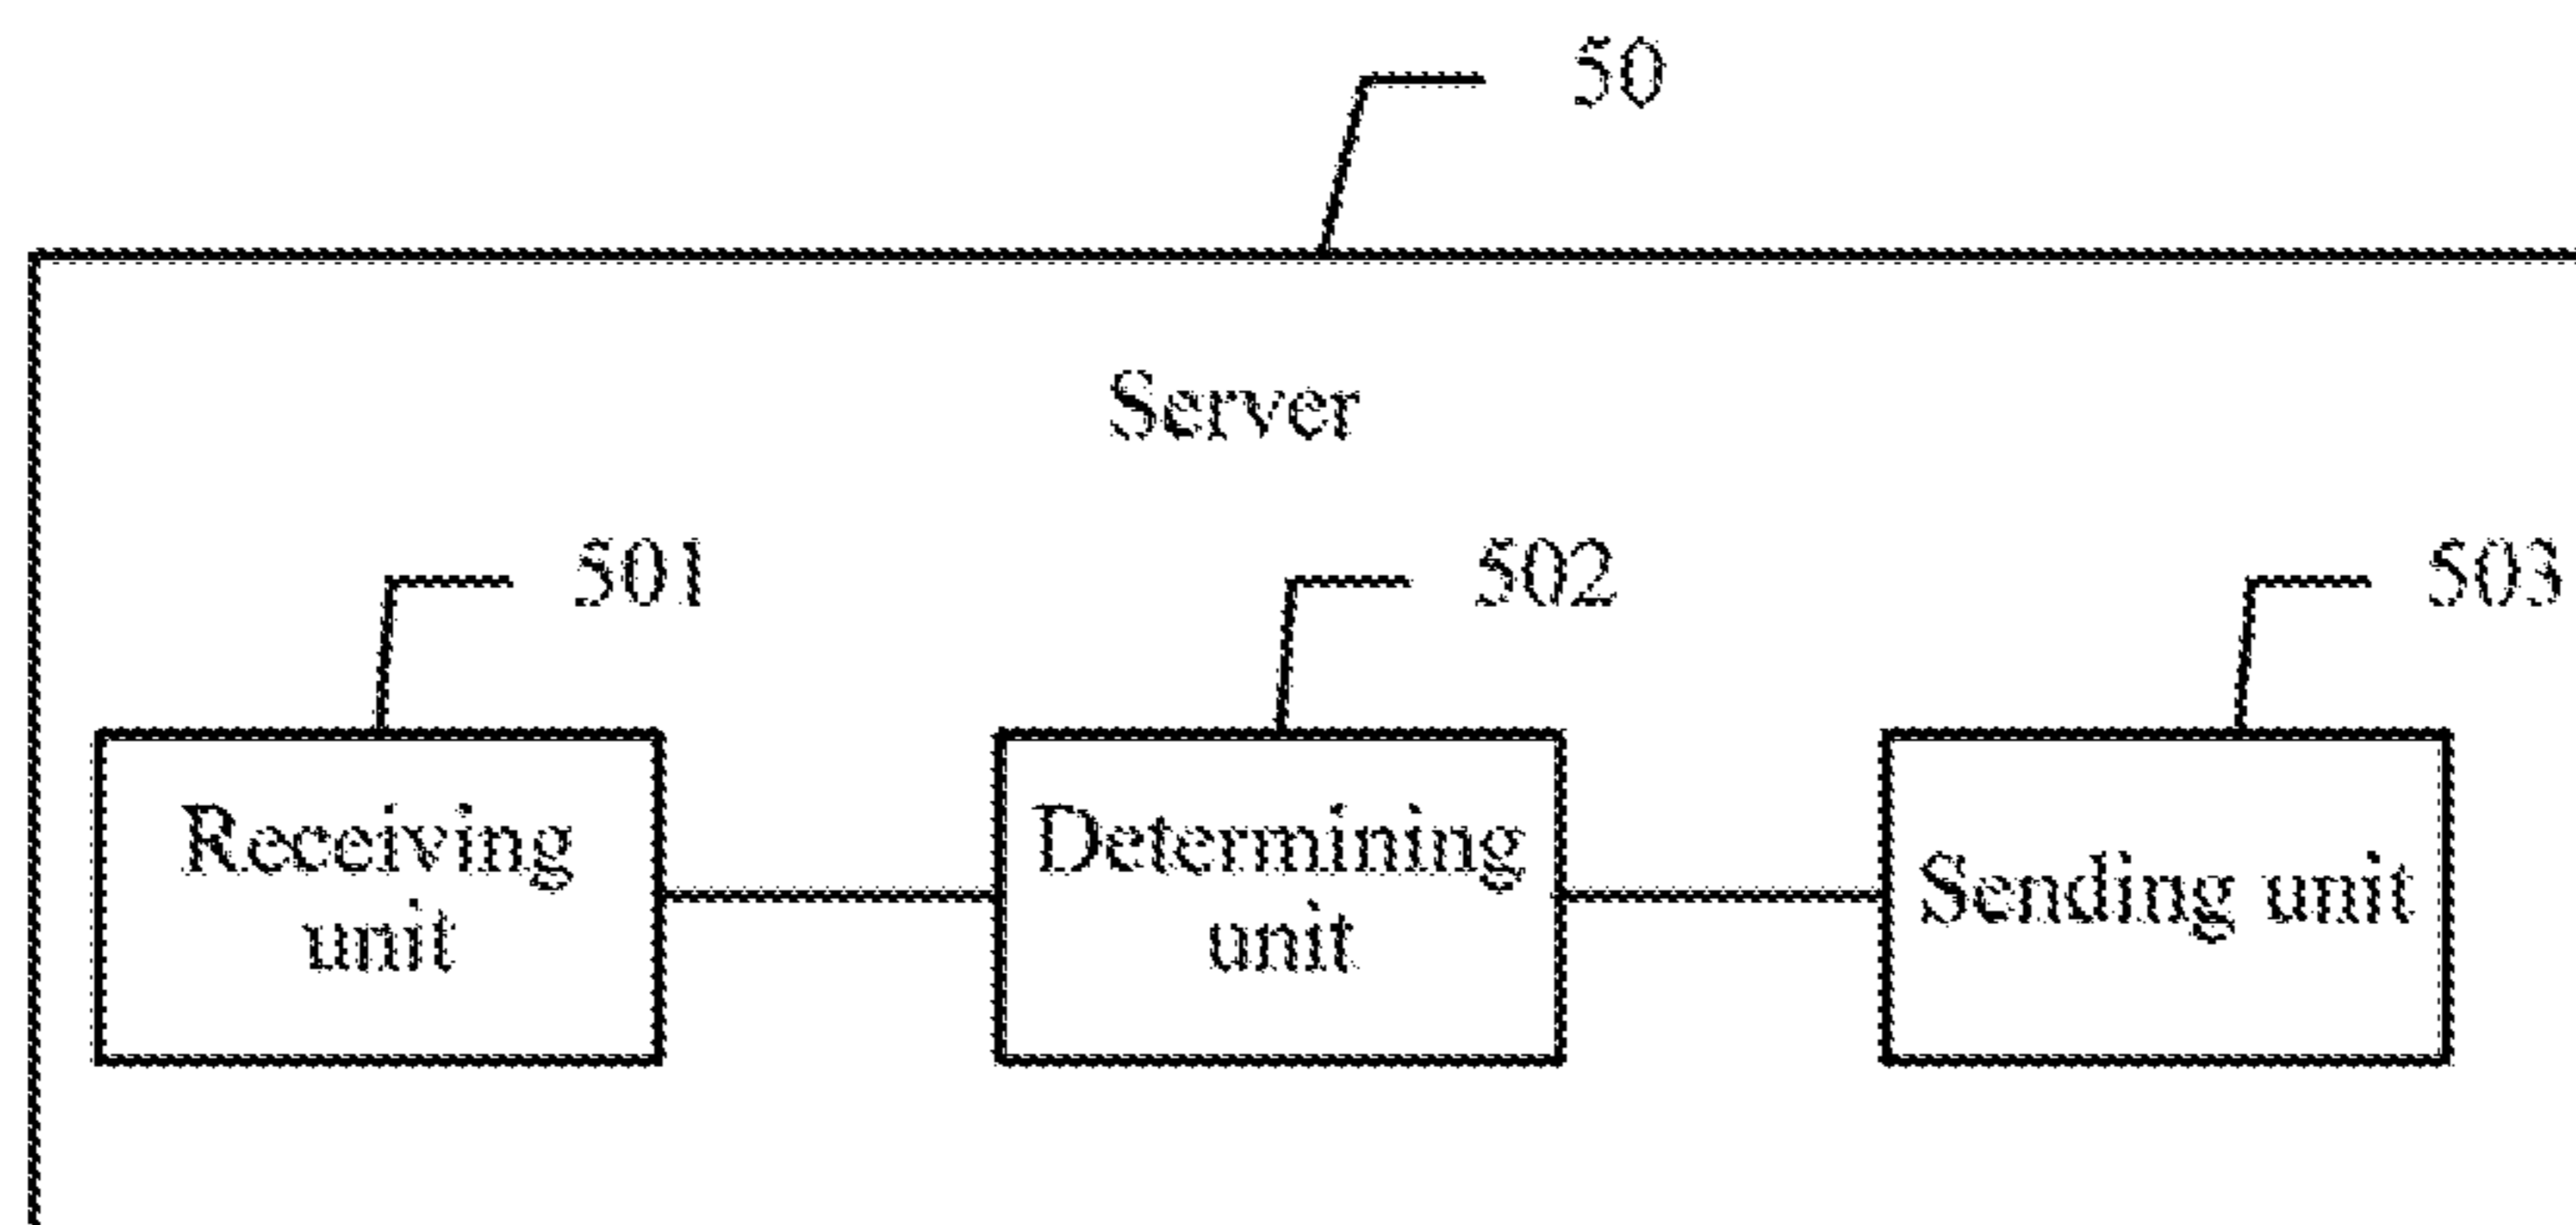 50
Server
501
502
503
Receiving
unit
Determining
unit
Sending unit